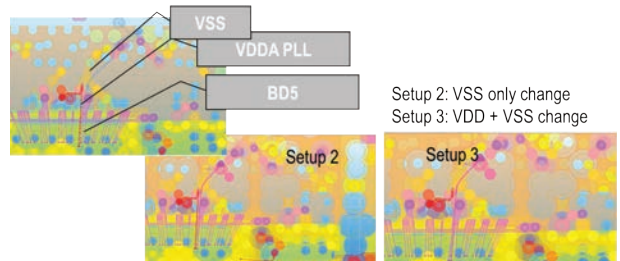 VSS
VDDA PLL
BD5
Setup 2: VSS only change
Setup 3: VDD + VSS change
Setup 2
Setup 3